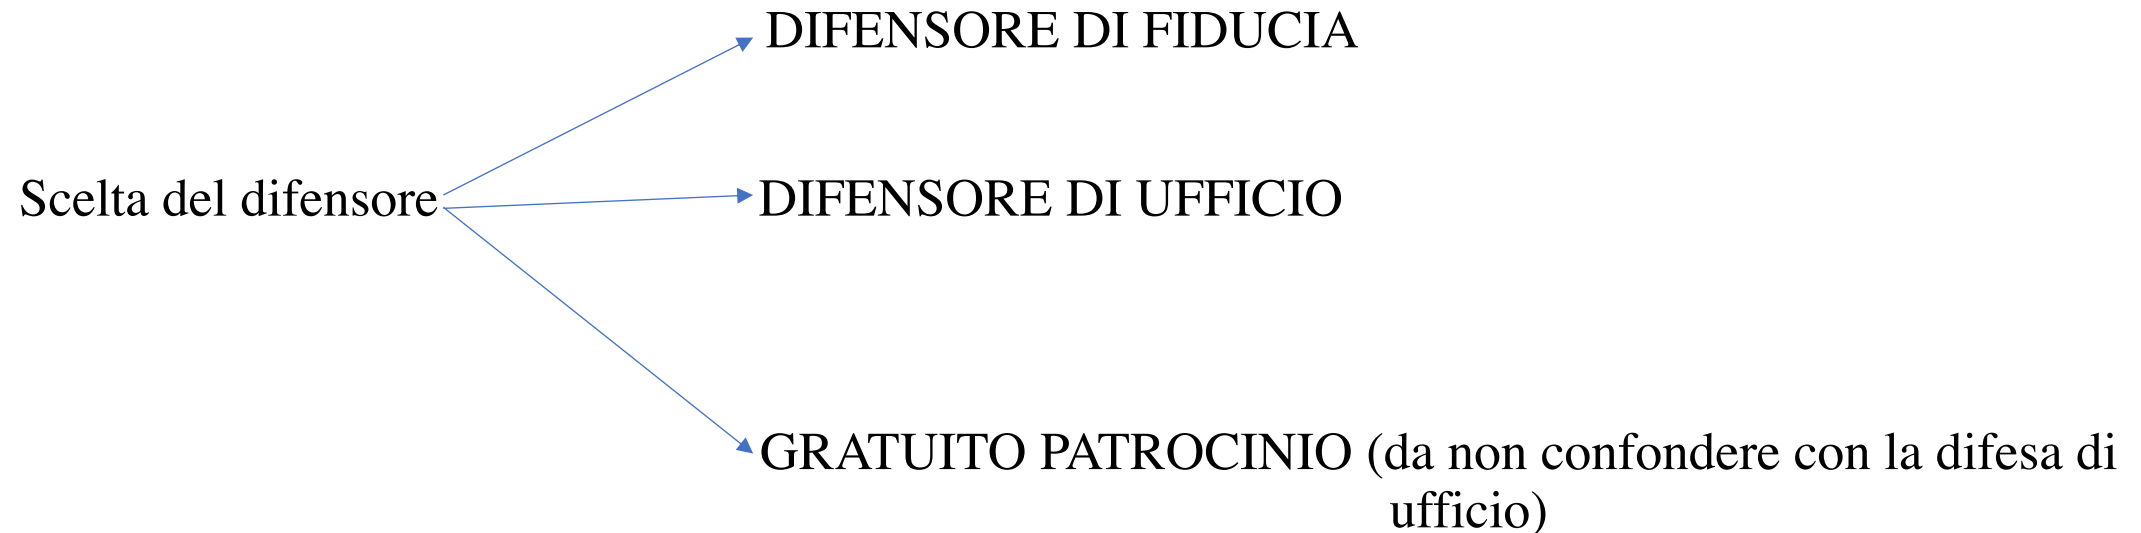 DIFENSORE DI FIDUCIA
Scelta del difensore
DIFENSORE DI UFFICIO
GRATUITO PATROCINIO (da non confondere con la difesa di
ufficio)